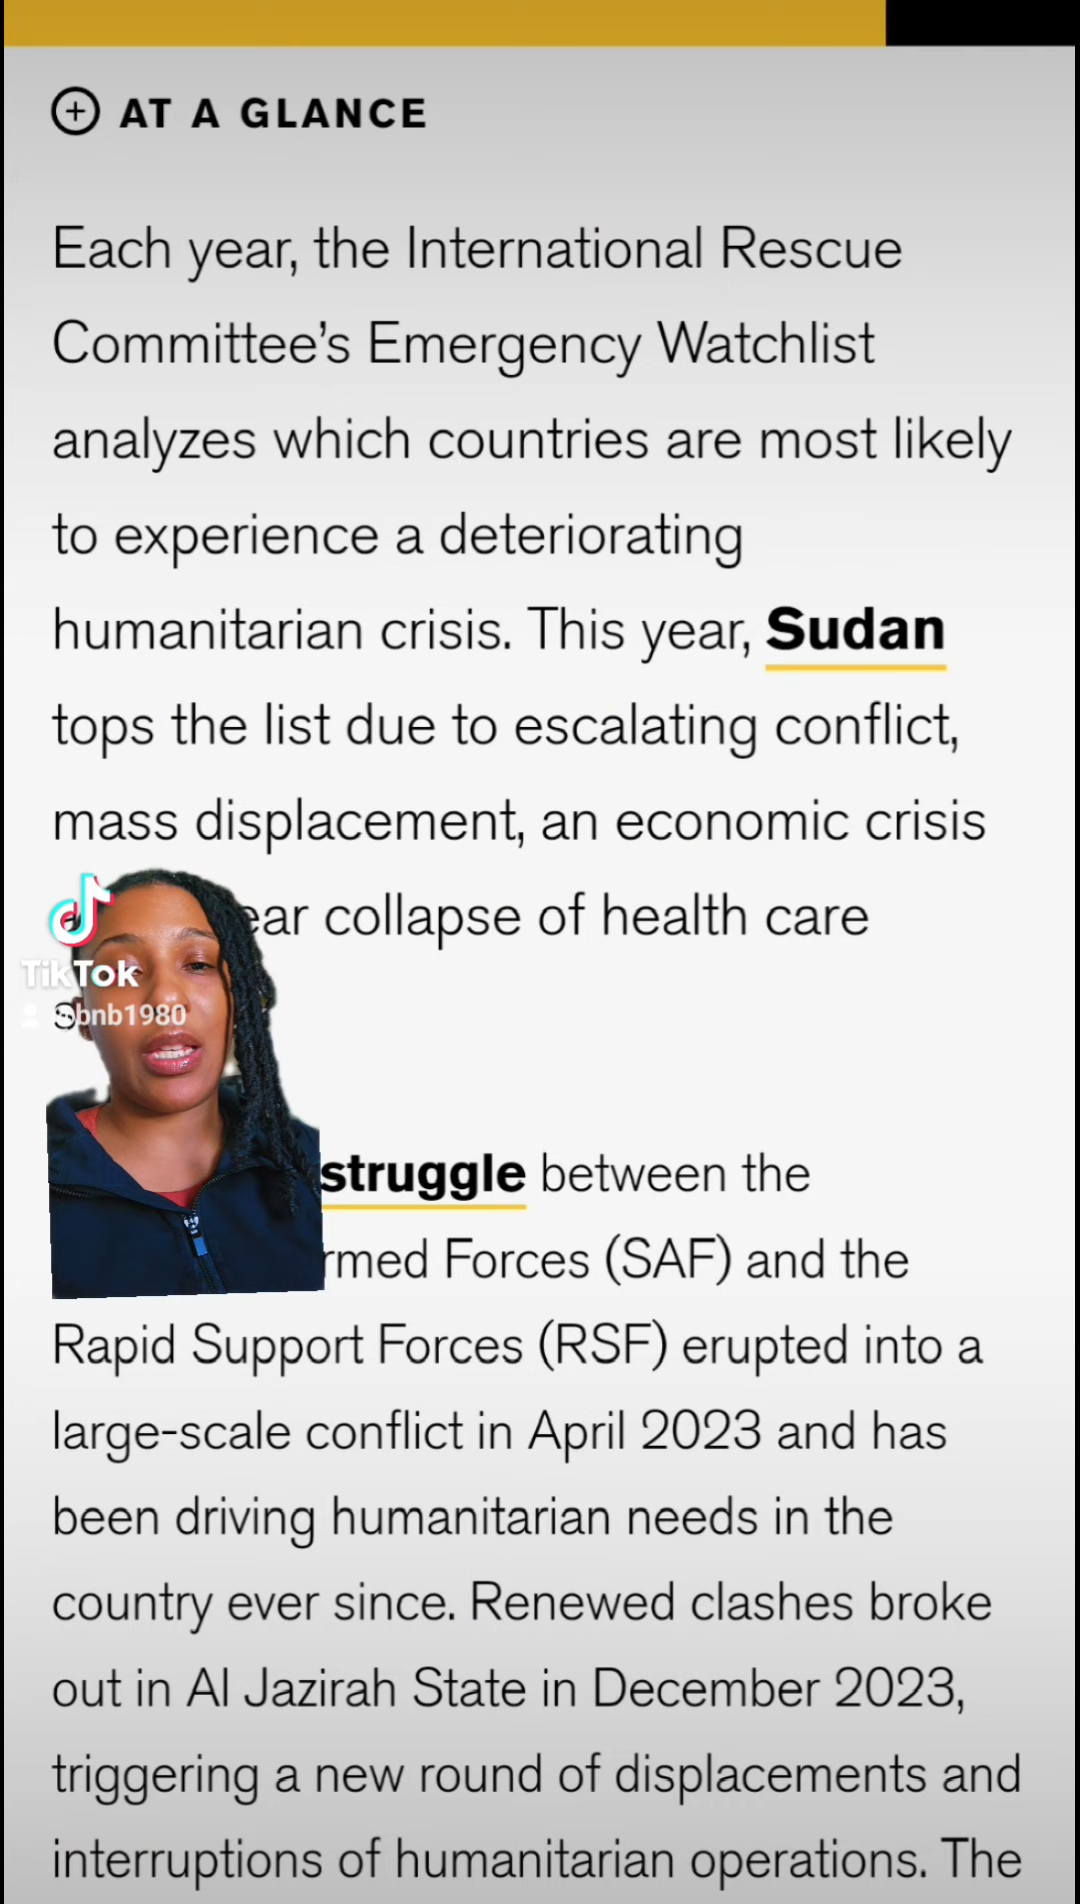 AT A GLANCE
Each year, the International Rescue
Committee's Emergency Watchlist
analyzes which countries are most likely
to experience a deteriorating
humanitarian crisis. This year, Sudan
tops the list due to escalating conflict,
mass displacement, an economic crisis
collapse of health care
TikTok
@bnb1980
struggle between the
Forces (SAF) and the
Rapid Support Forces (RSF) erupted into a
large-scale conflict in April 2023 and has
been driving humanitarian needs in the
country ever since. Renewed clashes broke
out in Al Jazirah State in December 2023,
triggering a new round of displacements and
interruptions of humanitarian operations. The